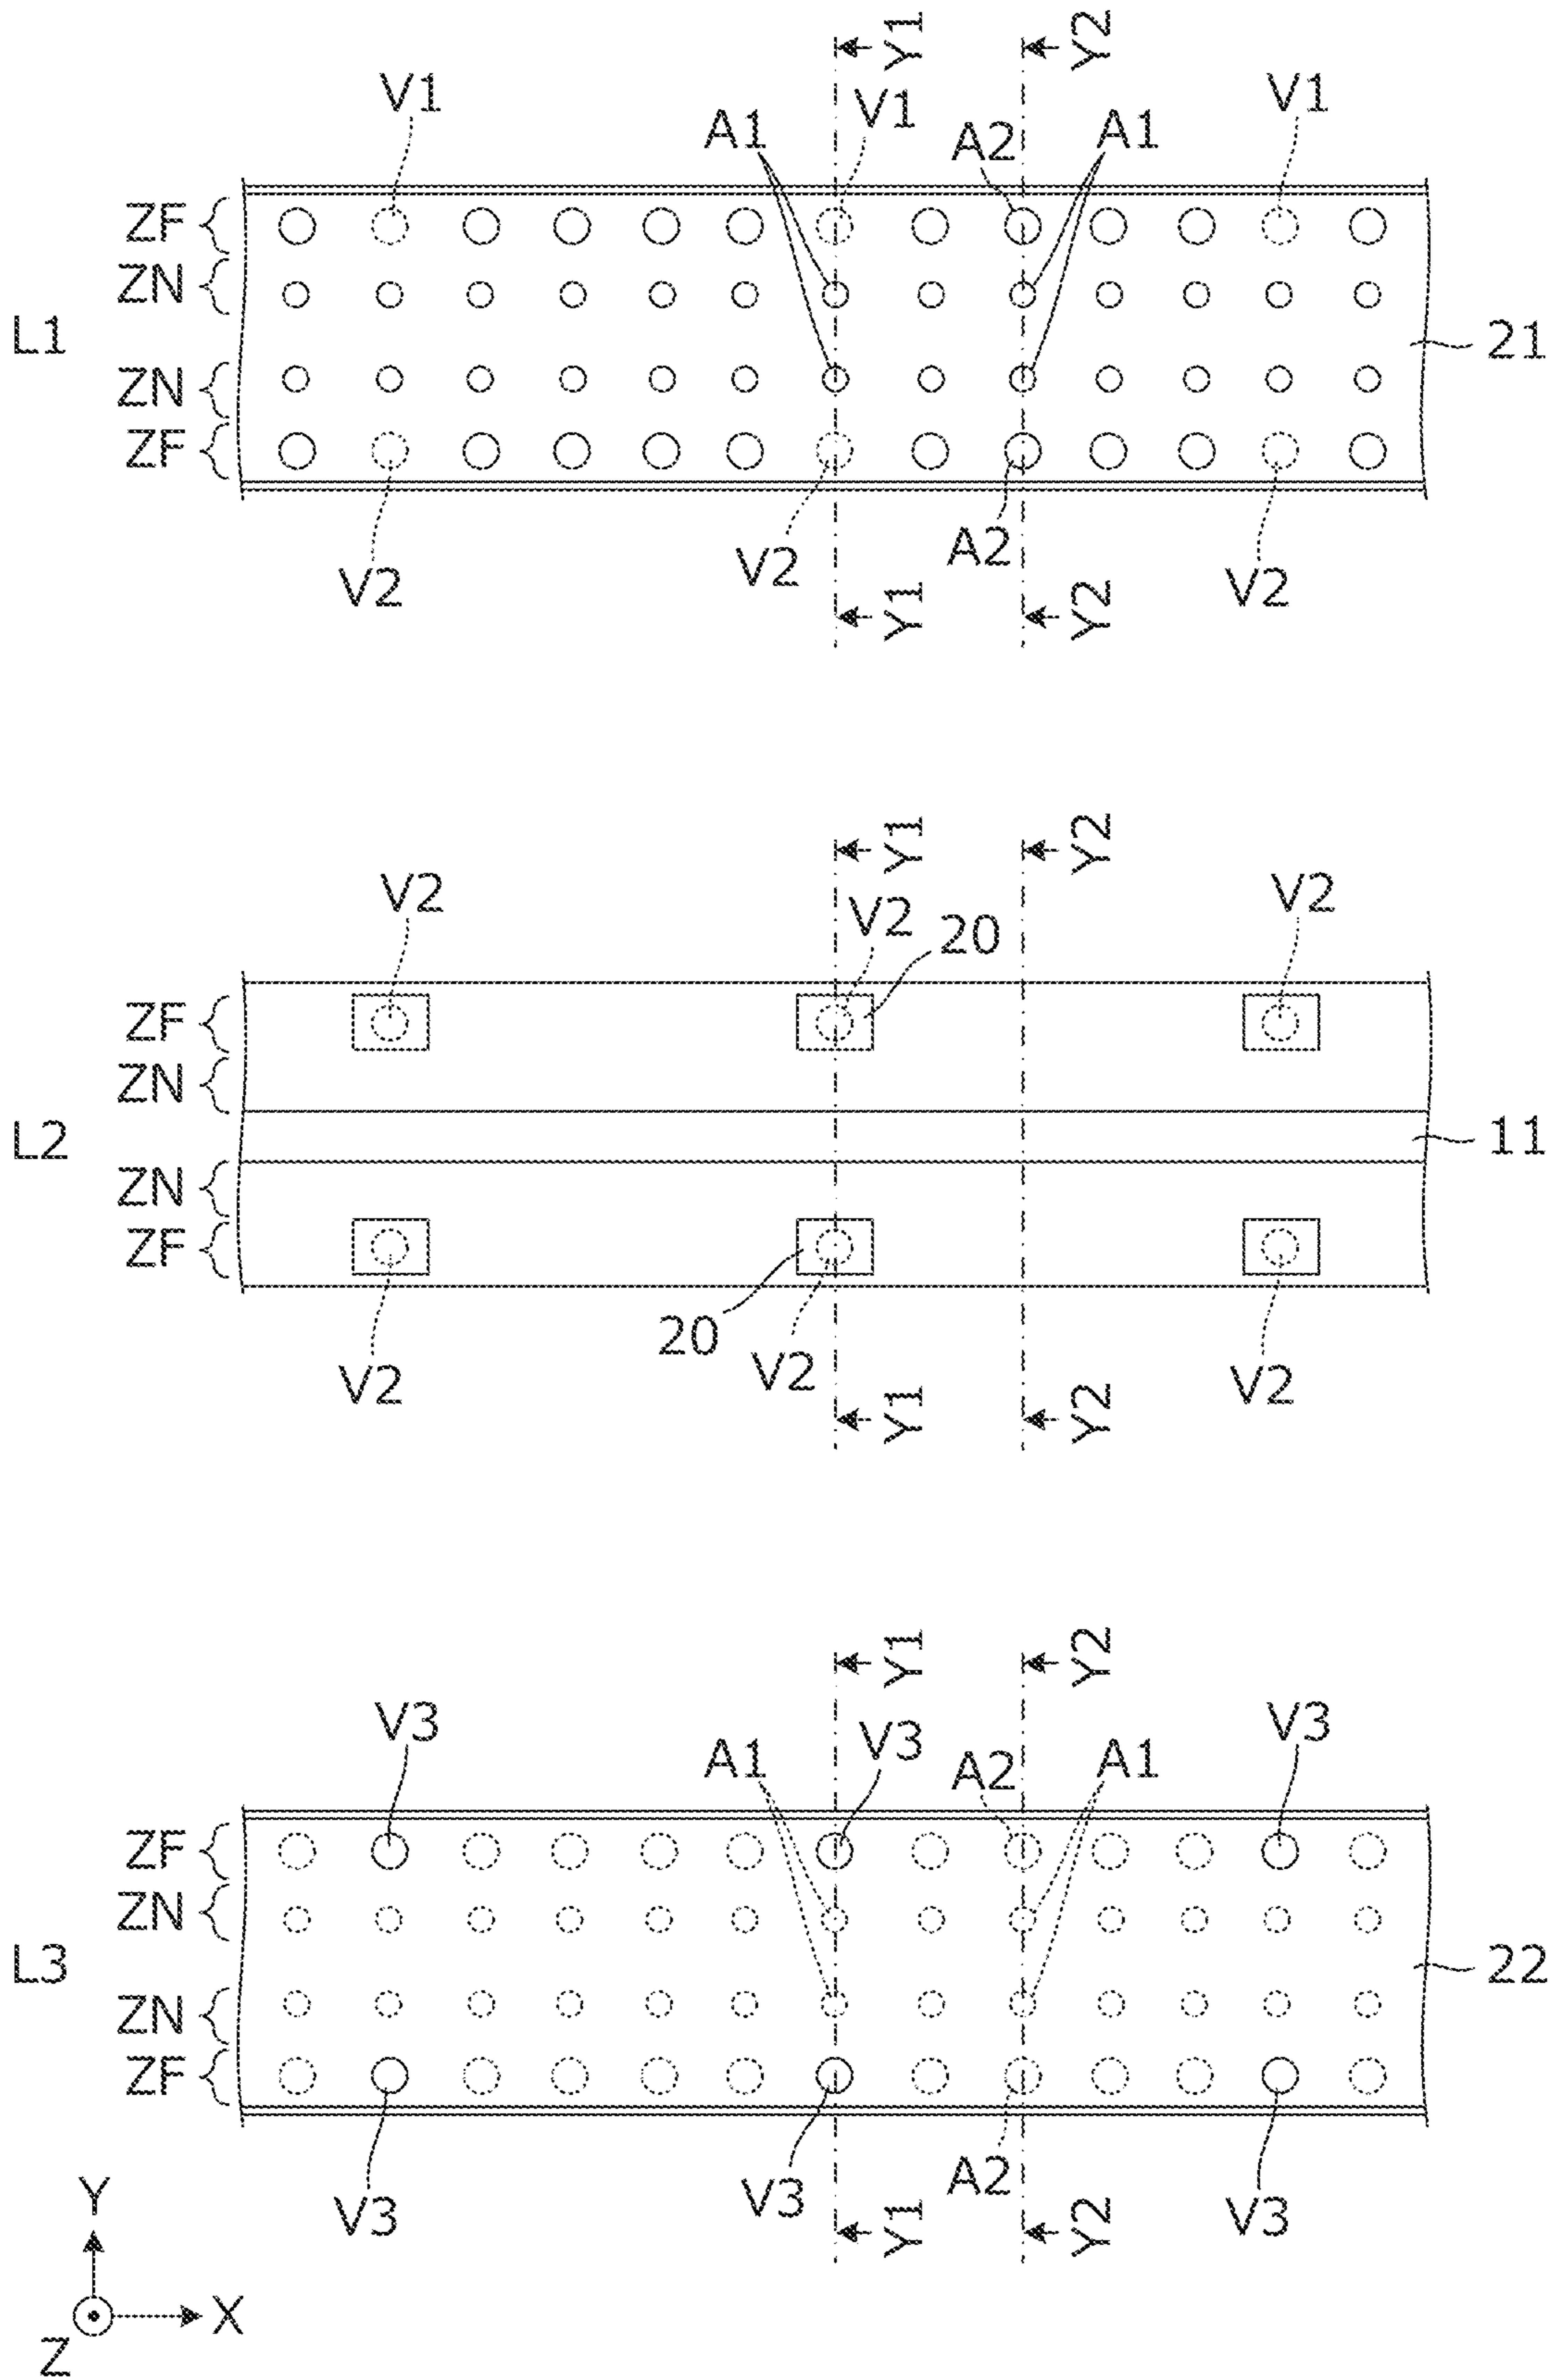 Y1 Y2
V1 V1 V1
A1 A2 A1
ZF
ZN
L1 21
ZN
ZF
V2 V2 A2 V2
Y1 Y2
Y1 Y2
V2 V2 20 V2
ZF
ZN
L2 11
ZN
ZF
20 V2
V2 V2
Y1 Y2
Y1 Y2
V3 V3 V3
A1 A2 A1
ZF
ZN
L3 22
ZN
ZF
V3 V3 A2 V3
Y1 Y2
Y
X
Z